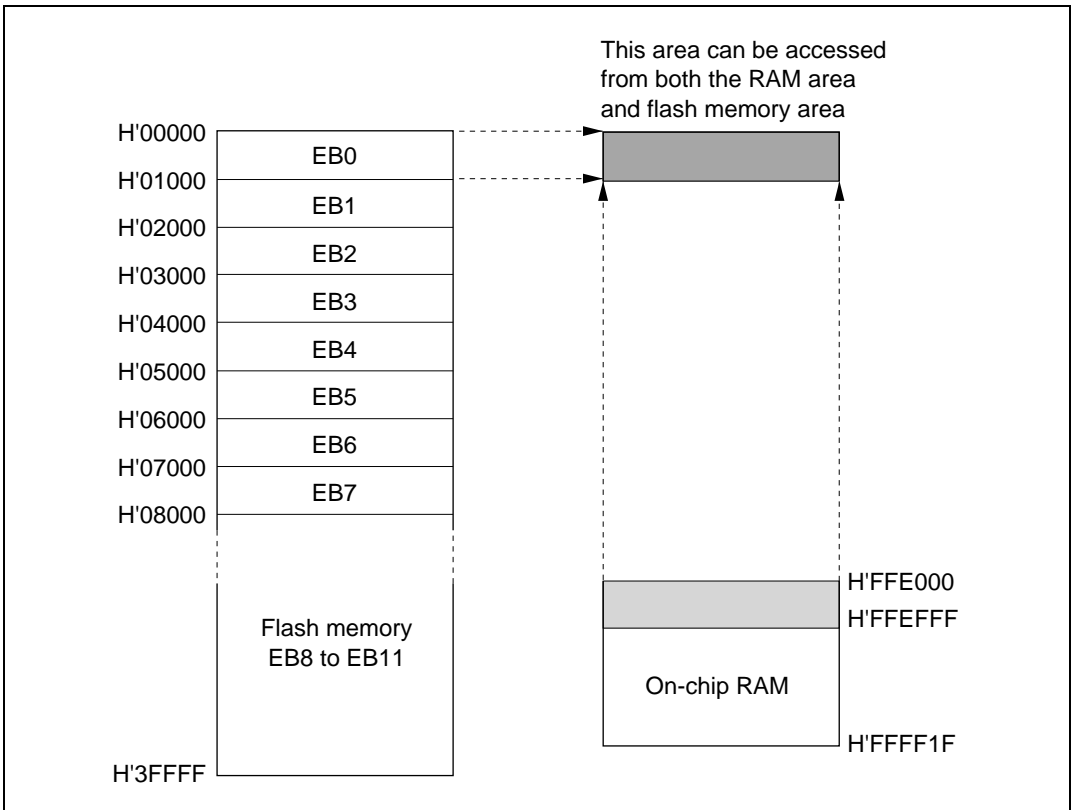 This area can be accessed
from both the RAM area
and flash memory area
H'00000
EB0
H'01000
EB1
H'02000
EB2
H'03000
EB3
H'04000
EB4
H'05000
EB5
H'06000
EB6
H'07000
EB7
H'08000
Flash memory
EB8 to EB11
H'3FFFF
H'FFE000
H'FFEFFF
On-chip RAM
H'FFFF1F